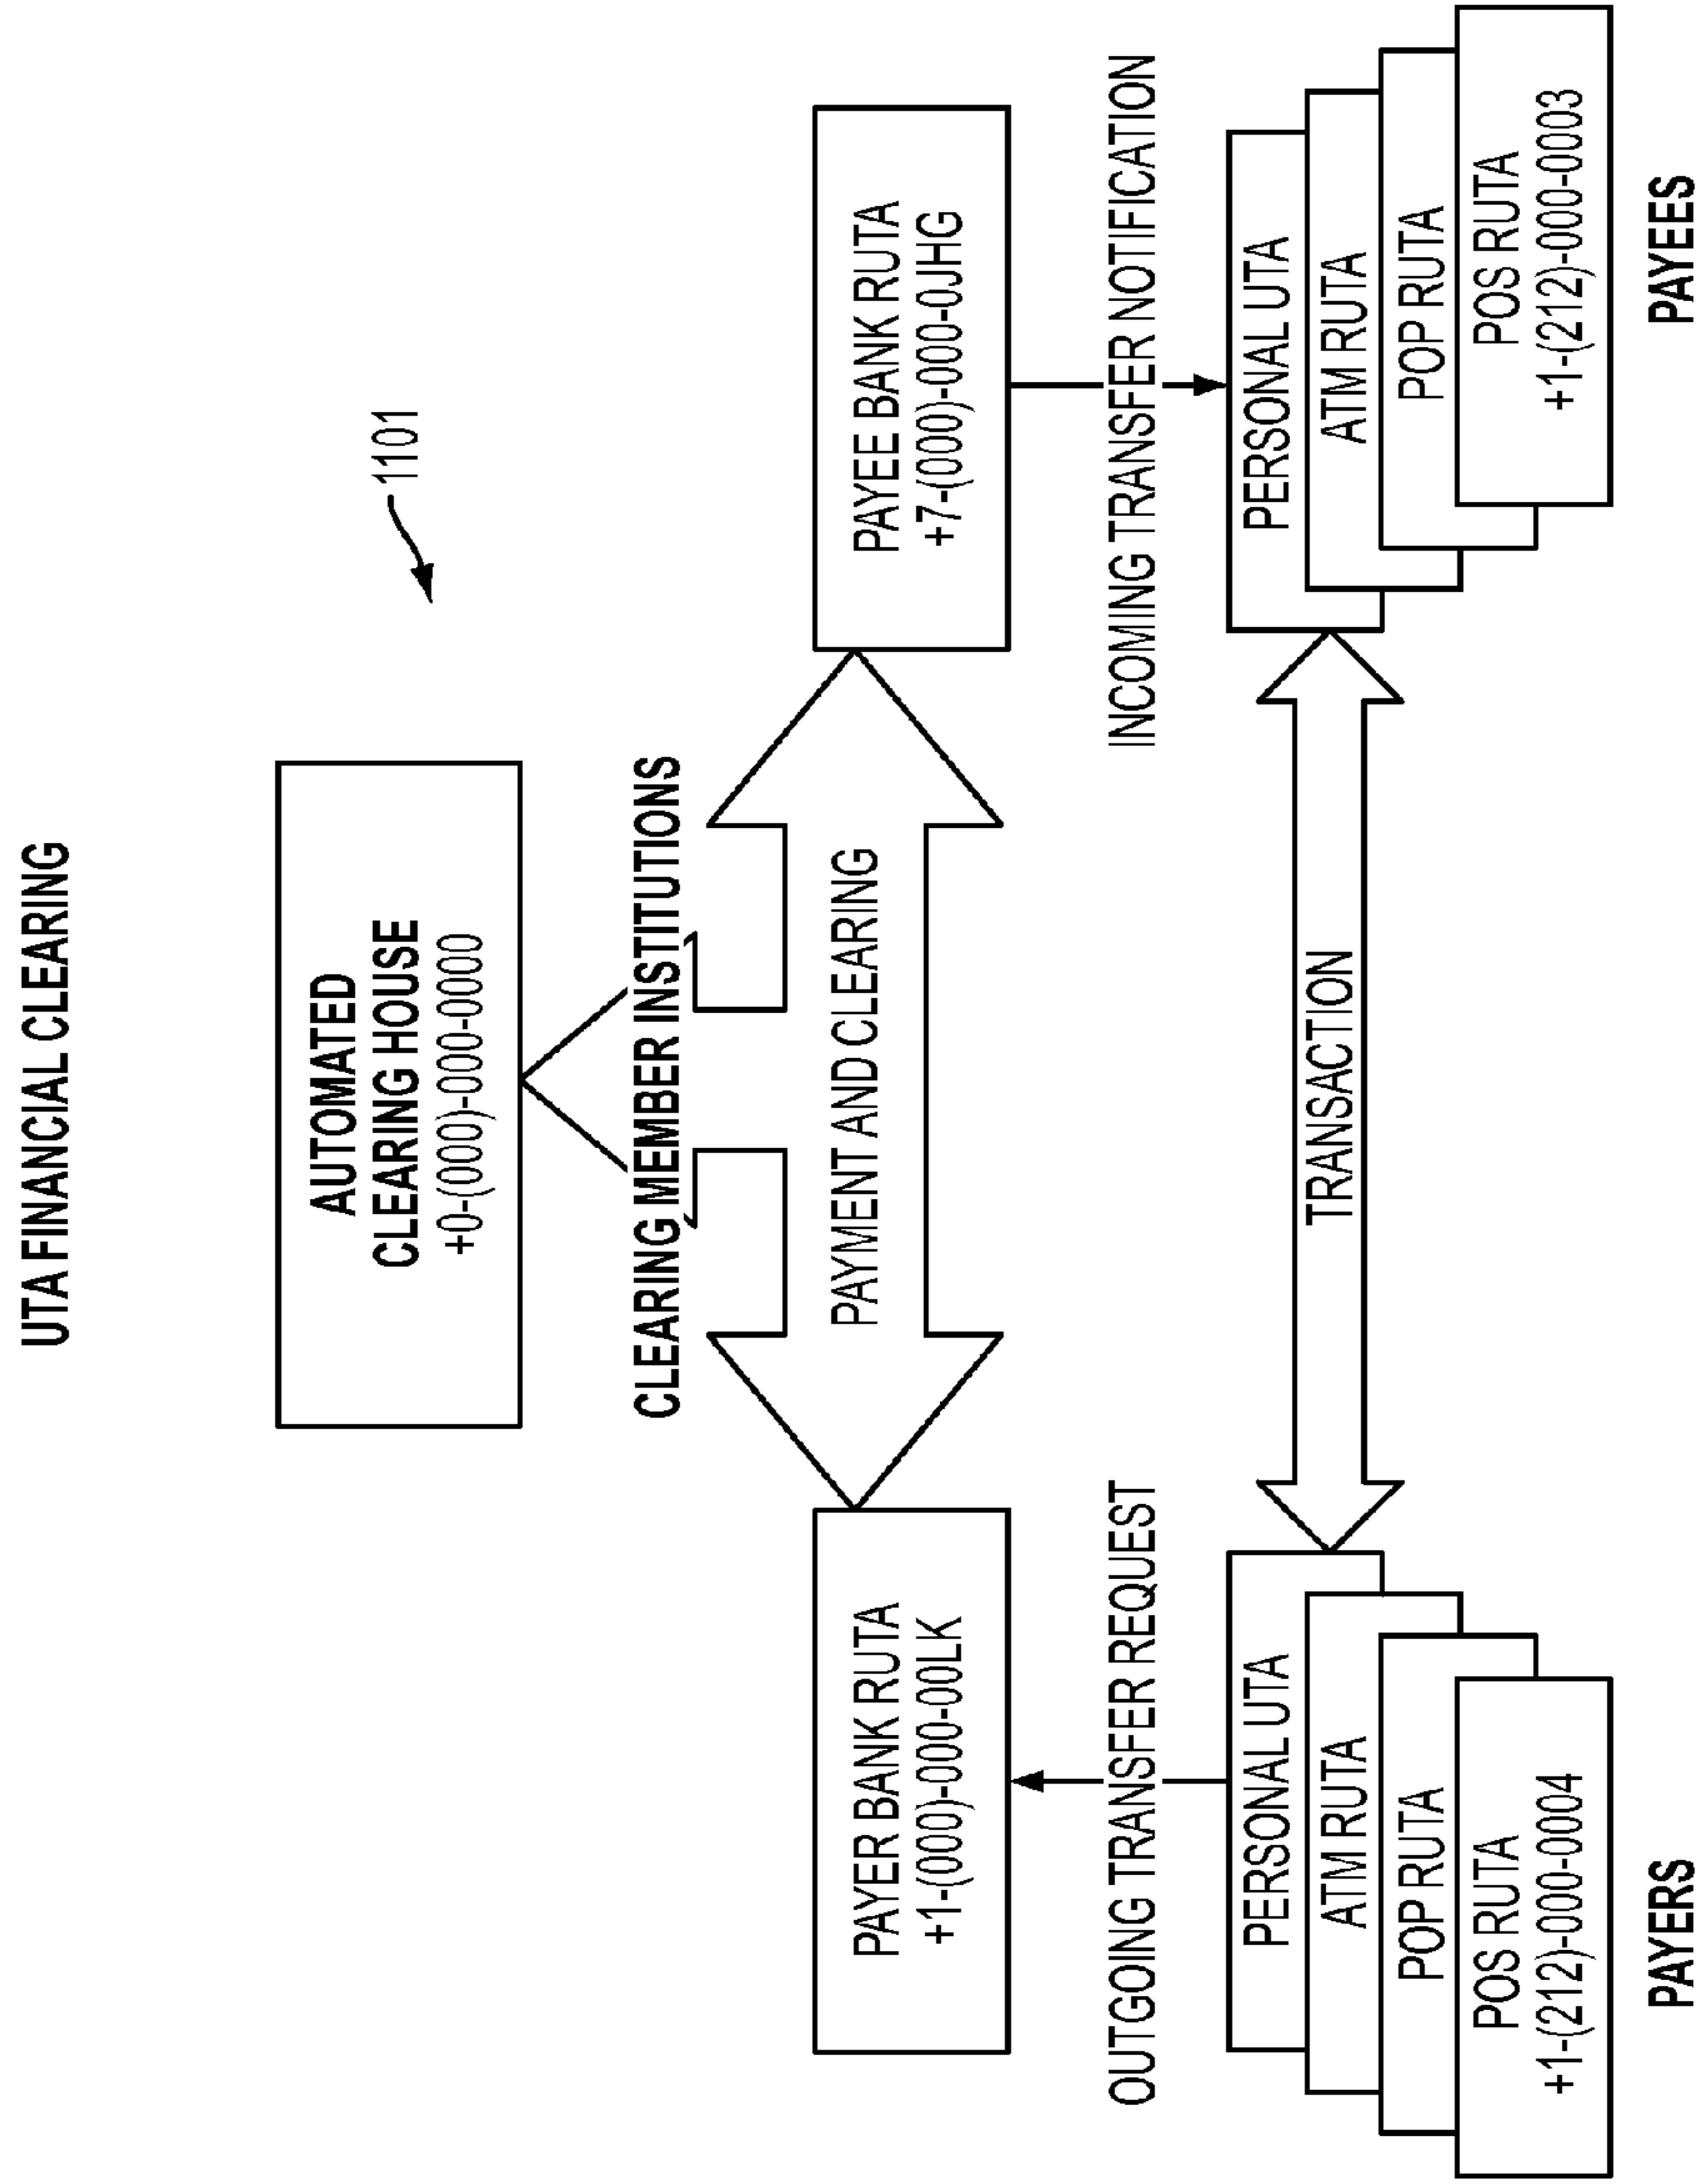 UTA FINANCIAL CLEARING
1101
AUTOMATED
CLEARING HOUSE
+0-(000)-000-0000
CLEARING MEMBER INSTITUTIONS
PAYER BANK RUTA
+1-(000)-000-00LK
PAYMENT AND CLEARING
PAYEE BANK RUTA
+7-(000)-000-0JHG
OUTGOING TRANSFER REQUEST
INCOMING TRANSFER NOTIFICATION
PERSONAL UTA
ATM RUTA
POP RUTA
POS RUTA
+1-(212)-000-0004
TRANSACTION
PERSONAL UTA
ATM RUTA
POP RUTA
POS RUTA
+1-(212)-000-0003
PAYERS
PAYEES